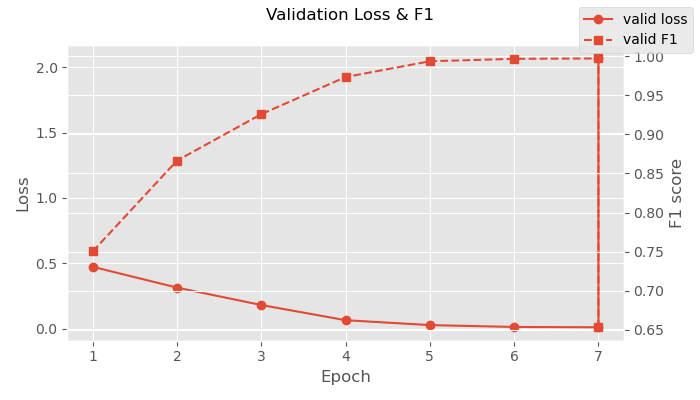 Validation Loss & F1
valid loss
valid F1
2.0
1.5
1.0
0.5
0.0
Loss
1.00
0.95
0.90
0.85
0.80
0.75
0.70
0.65
F1 score
1 2 3 4 5 6 7
Epoch